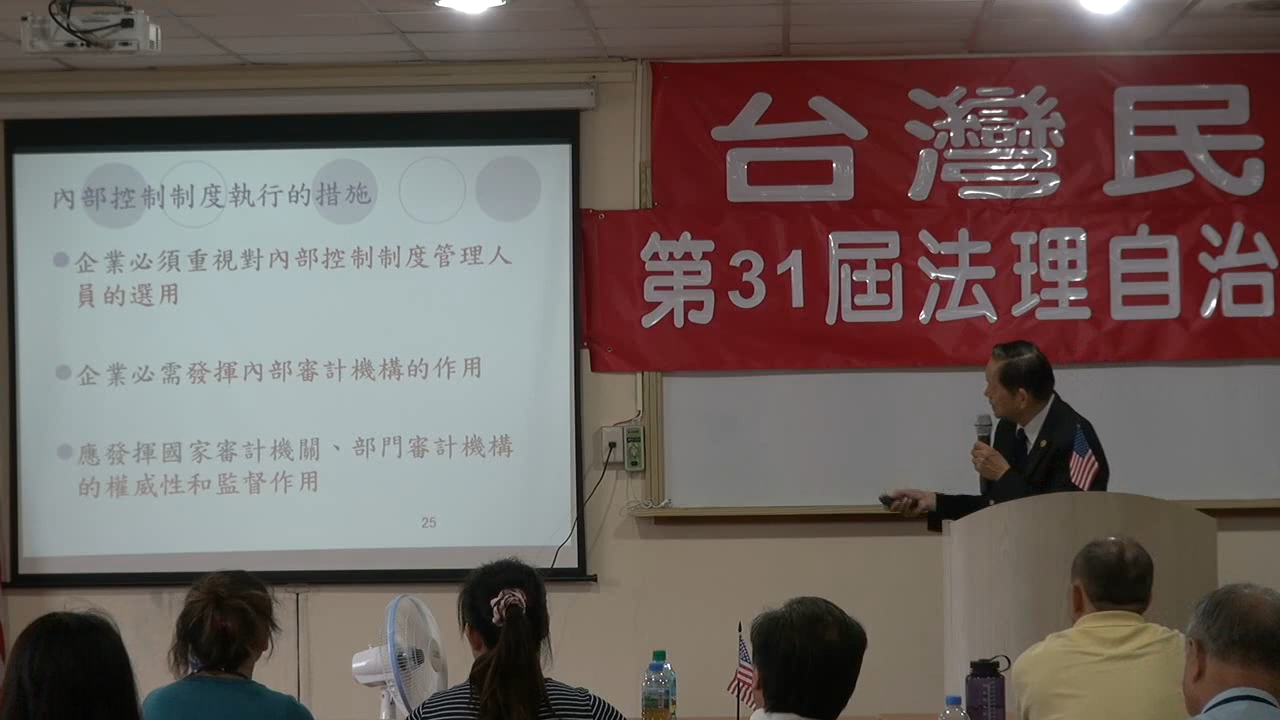 內部控制制度執行的措施
企業必須重視對內部控制制度管理人
員的選用
企業必需發揮內部審計機構的作用
應發揮國家審計機關、部門審計機構
的權威性和監督作用
25
台灣民
第31屆法理自治